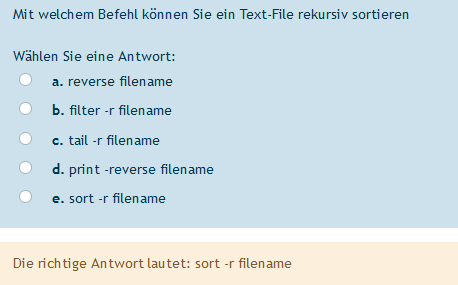 Mit welchem Befehl können Sie ein Text-File rekursiv sortieren
Wählen Sie eine Antwort:
a. reverse filename
b. filter -r filename
c. tail -r filename
d. print -reverse filename
e. sort -r filename
Die richtige Antwort lautet: sort -r filename